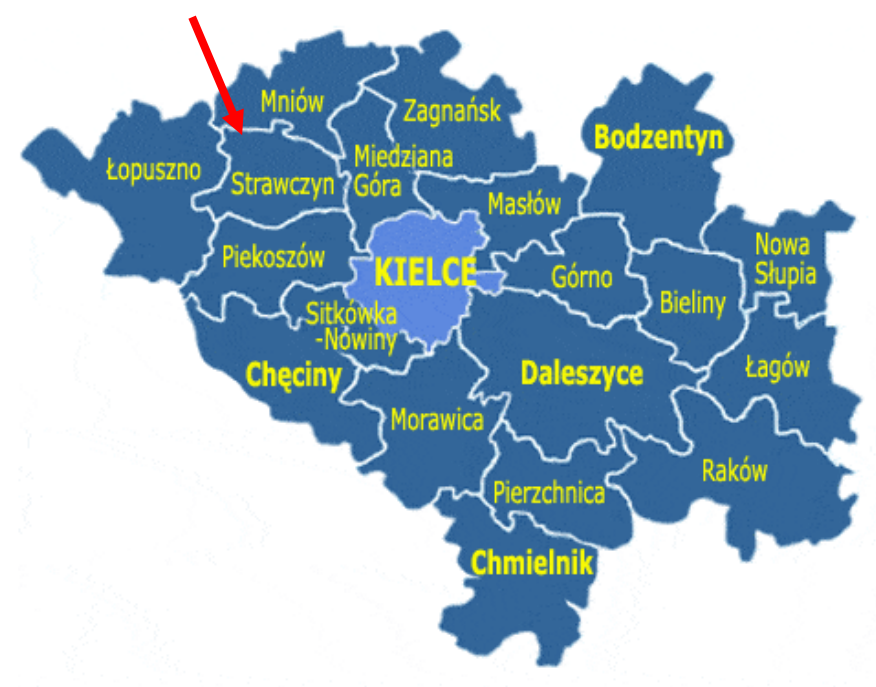 Mniów
Zagnańsk
Bodzentyn
Łopuszno
Strawczyn
Miedziana
Góra
Masłów
Piekoszów
KIELCE
Górno
Nowa
Słupia
Bieliny
Sitkówka
-Nowiny
Chęciny
Daleszyce
Łagów
Morawica
Pierzchnica
Raków
Chmielnik